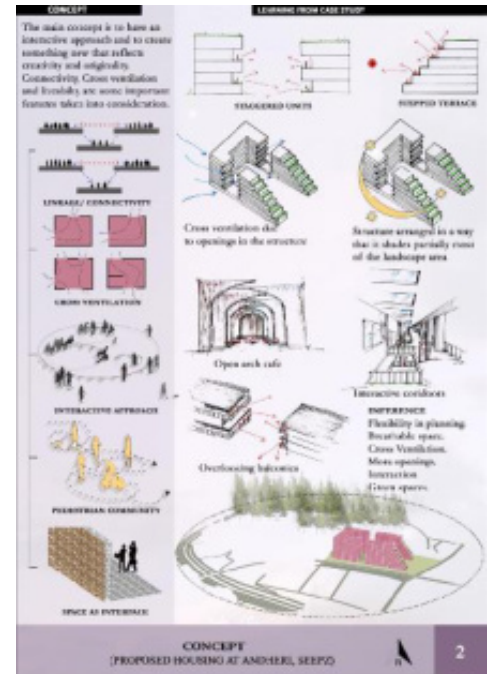 CONCEPT
The main concept is to have an
interactive approach and to create
something new that reflects
creativity and originality.
Connectivity, Cross ventilation
and livability are some important
features taken into consideration.
LINKAGE/ CONNECTIVITY
CROSS VENTILATION
INTERACTIVE APPROACH
PEDESTRIAN COMMUNITY
SPACE AS INTERFACE
LEARNING FROM CASE STUDY
STAGGERED UNITS
STEPPED TERRACE
Cross ventilation due
to openings in the structure
Structure arranged in a way
that it shades partially most
of the landscape area
Open arch cafe
Interactive corridors
Overlooking balconies
INFERENCE
Flexibility in planning.
Breathable space.
Cross Ventilation.
More openings.
Interaction
Green spaces.
CONCEPT
(PROPOSED HOUSING AT ANDHERI, SEEPZ)
N
2